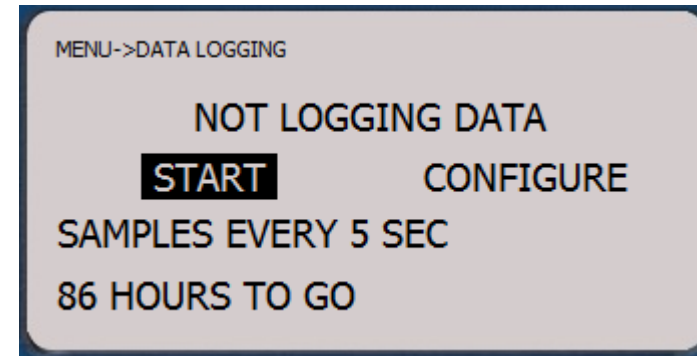 MENU->DATA LOGGING
NOT LOGGING DATA
START CONFIGURE
SAMPLES EVERY 5 SEC
86 HOURS TO GO